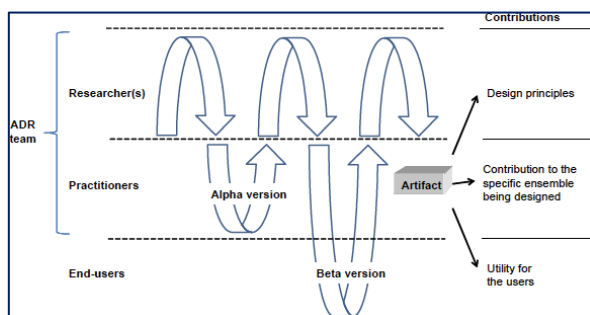 Contributions
Researcher(s)
Design principles
ADR
team
Practitioners
Alpha version
Artifact
Contribution to the
specific ensemble
being designed
End-users
Beta version
Utility for
the users